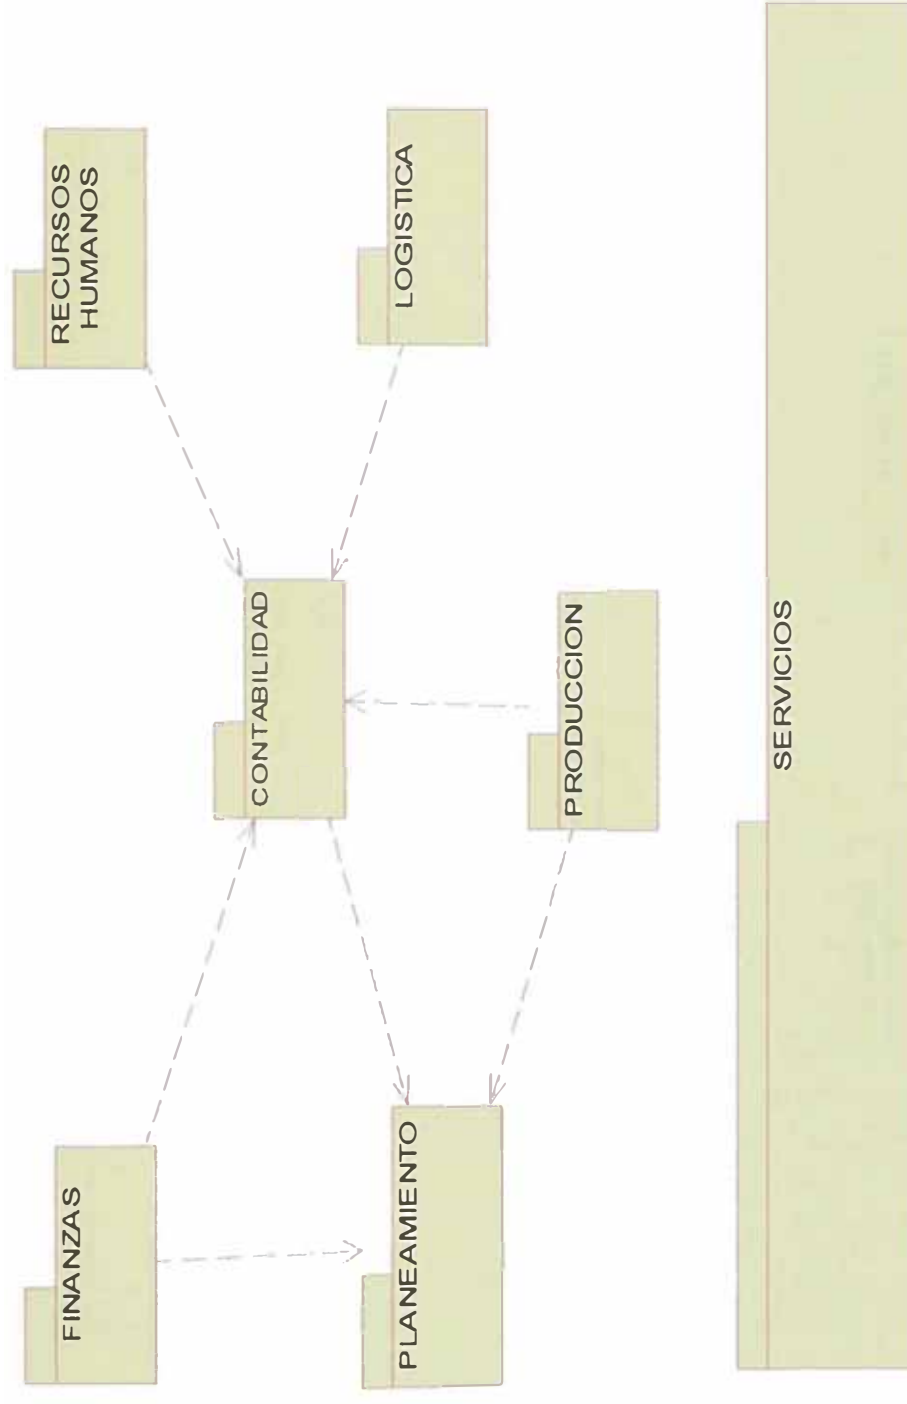 FINANZAS
RECURSOS
HUMANOS
CONTABILIDAD
PLANEAMIENTO
LOGISTICA
PRODUCCION
SERVICIOS